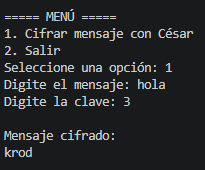 ===== MENÚ =====
1. Cifrar mensaje con César
2. Salir
Seleccione una opción: 1
Digite el mensaje: hola
Digite la clave: 3
Mensaje cifrado:
krod